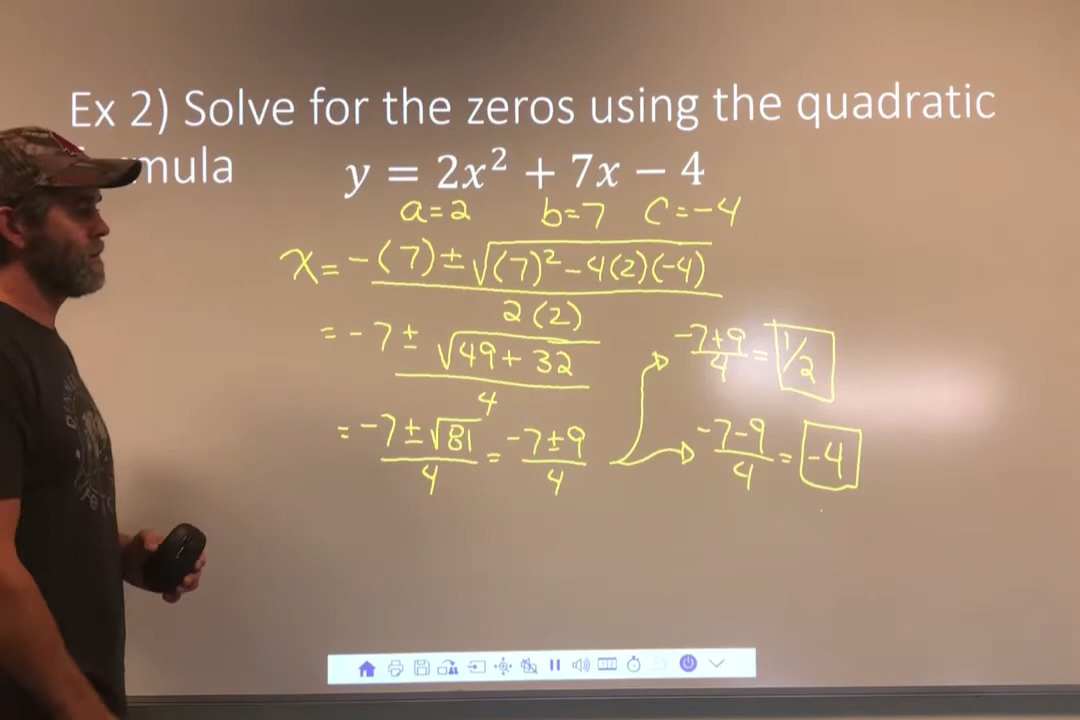 Ex 2) Solve for the zeros using the quadratic
mula y = 2x² + 7x − 4
a=2 b=7 C=-4
x = -(7) ± √((7)² - 4(2)(-4)) / 2(2)
= -7 ± √(49 + 32) / 4
= (-7 ± √81) / 4 = (-7 ± 9) / 4
(-7+9) / 4 = 1/2
(-7-9) / 4 = -4